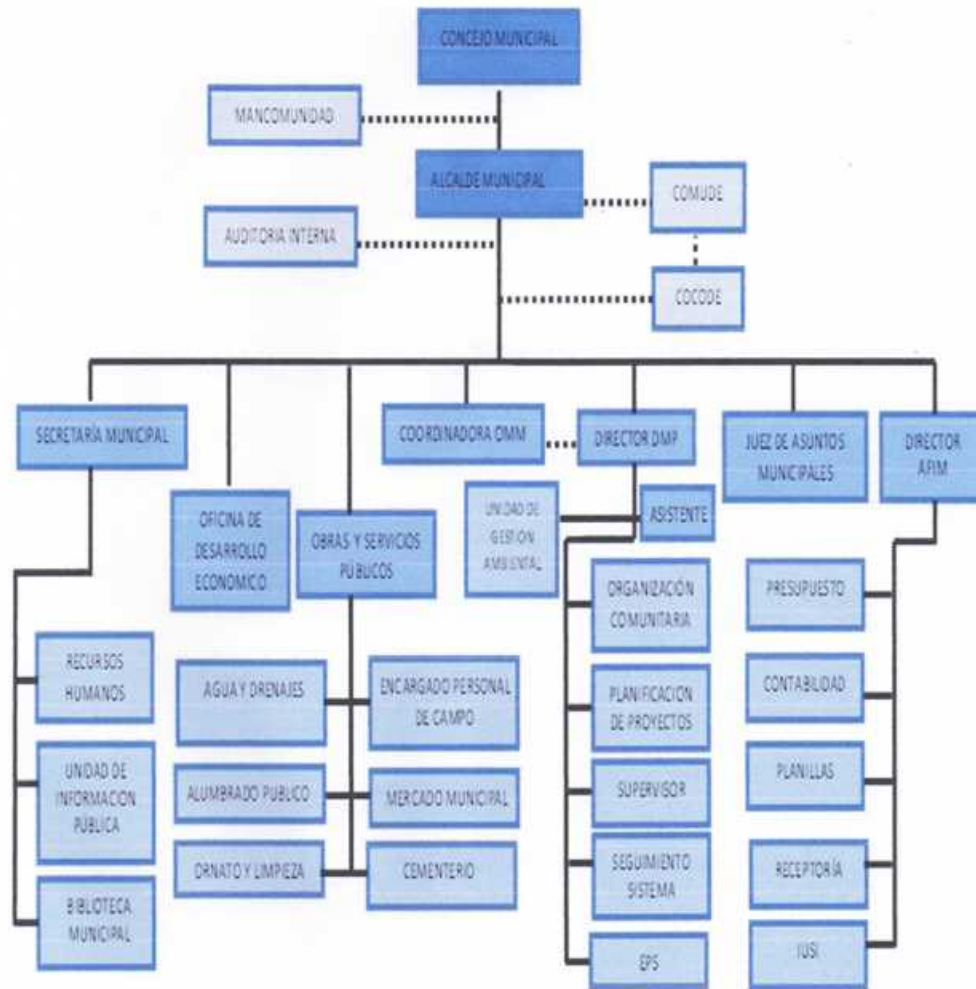 CONCEJO MUNICIPAL
MANCOMUNIDAD
ALCALDE MUNICIPAL
COMUDE
AUDITORIA INTERNA
COCODE
SECRETARÍA MUNICIPAL
COORDINADORA OMM
DIRECTOR DMP
JUEZ DE ASUNTOS
MUNICIPALES
DIRECTOR
AFIM
OFICINA DE
DESARROLLO
ECONOMICO
OBRAS Y SERVICIOS
PÚBLICOS
UNIDAD DE
GESTION
AMBIENTAL
ASISTENTE
RECURSOS
HUMANOS
UNIDAD DE
INFORMACION
PÚBLICA
BIBLIOTECA
MUNICIPAL
AGUA Y DRENAJES
ENCARGADO PERSONAL
DE CAMPO
ALUMBRADO PUBLICO
MERCADO MUNICIPAL
ORNATO Y LIMPIEZA
CEMENTERIO
ORGANIZACIÓN
COMUNITARIA
PLANIFICACION
DE PROYECTOS
SUPERVISOR
SEGUIMIENTO
SISTEMA
EPS
PRESUPUESTO
CONTABILIDAD
PLANILLAS
RECEPTORÍA
IUSI